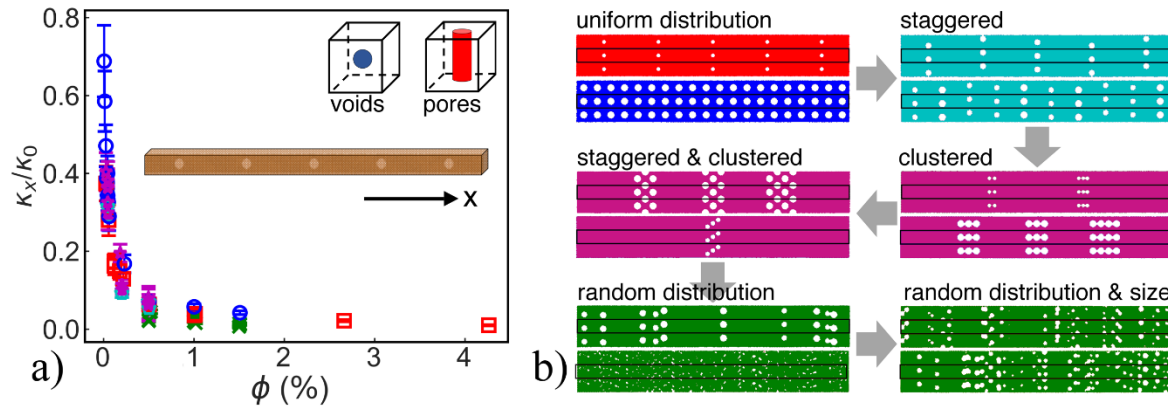 κₓ/κ₀
0.8
0.6
0.4
0.2
0.0
0
1
2
3
4
ϕ (%)
voids
pores
x
a)
uniform distribution
staggered
staggered & clustered
clustered
random distribution
random distribution & size
b)